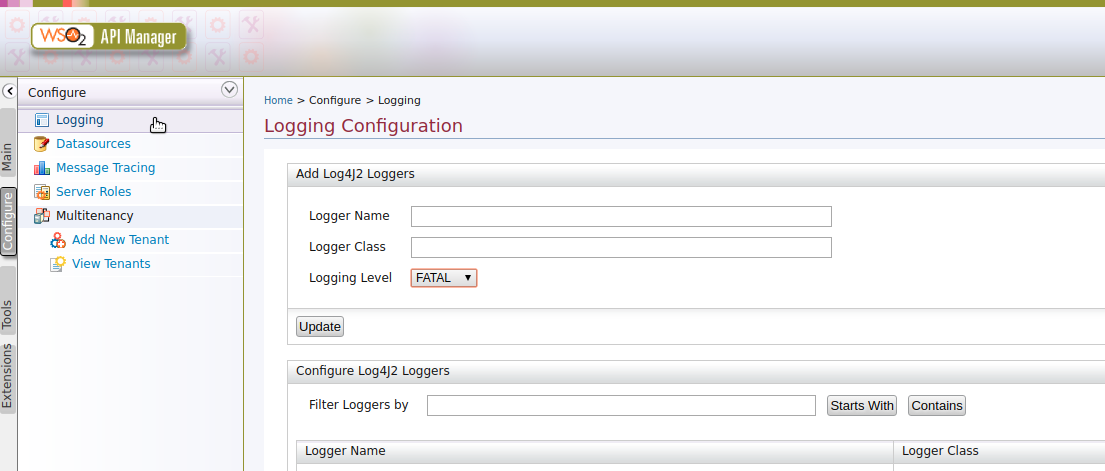 WSO2 API Manager
Main
Configure
Tools
Extensions
Configure
Logging
Datasources
Message Tracing
Server Roles
Multitenancy
Add New Tenant
View Tenants
Home > Configure > Logging
Logging Configuration
Add Log4J2 Loggers
Logger Name
Logger Class
Logging Level FATAL
Update
Configure Log4J2 Loggers
Filter Loggers by Starts With Contains
Logger Name Logger Class